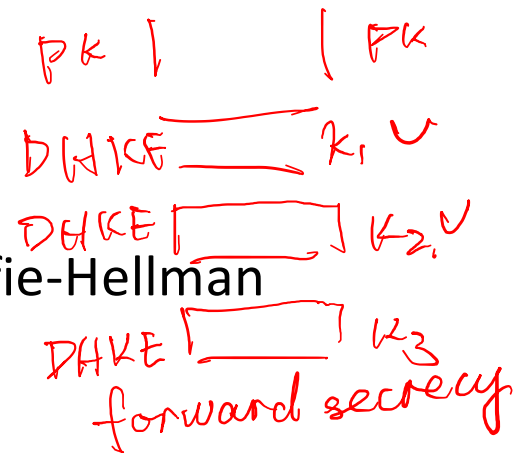 PK PK
DHKE K1 ✓
DHKE K2, ✓
fie-Hellman
DHKE K3
forward secrecy